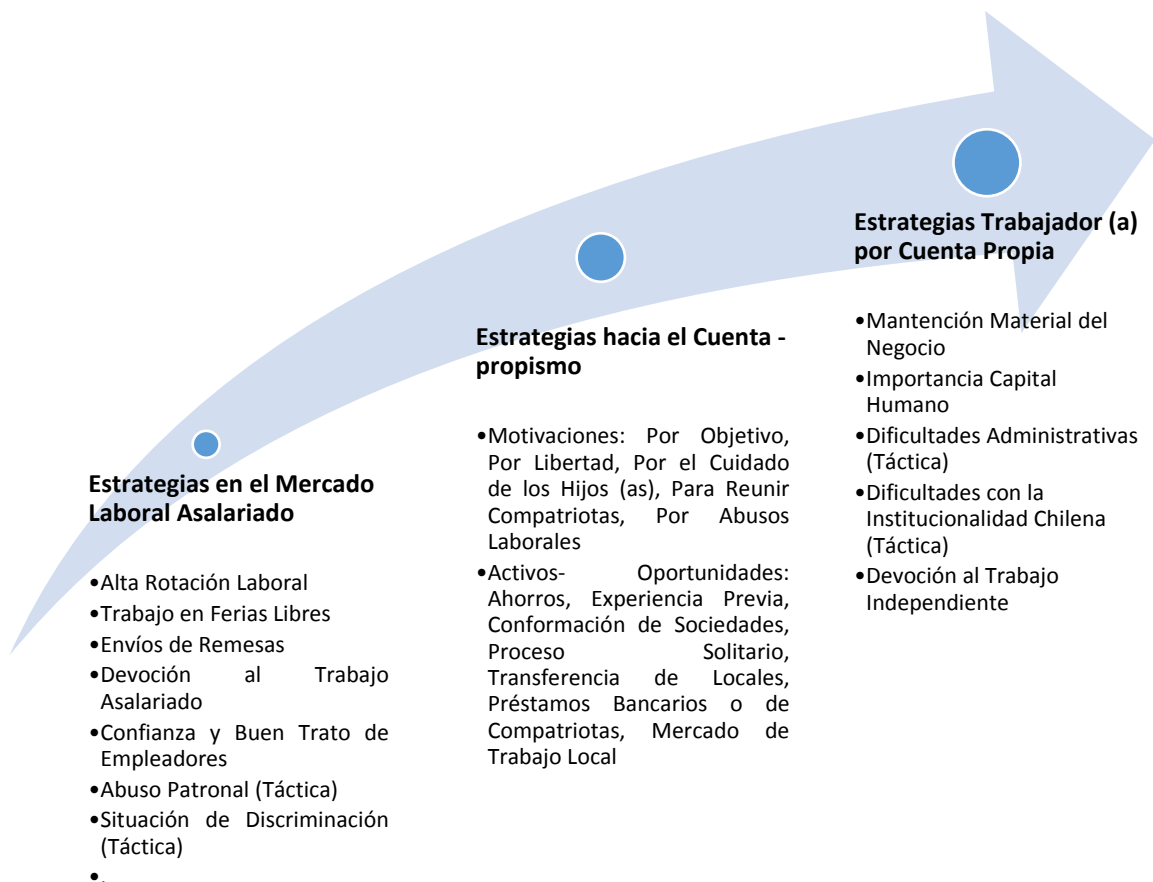 Estrategias en el Mercado
Laboral Asalariado
•Alta Rotación Laboral
•Trabajo en Ferias Libres
•Envíos de Remesas
•Devoción al Trabajo
Asalariado
•Confianza y Buen Trato de
Empleadores
•Abuso Patronal (Táctica)
•Situación de Discriminación
(Táctica)
•.
Estrategias hacia el Cuenta -
propismo
•Motivaciones: Por Objetivo,
Por Libertad, Por el Cuidado
de los Hijos (as), Para Reunir
Compatriotas, Por Abusos
Laborales
•Activos- Oportunidades:
Ahorros, Experiencia Previa,
Conformación de Sociedades,
Proceso Solitario,
Transferencia de Locales,
Préstamos Bancarios o de
Compatriotas, Mercado de
Trabajo Local
Estrategias Trabajador (a)
por Cuenta Propia
•Mantención Material del
Negocio
•Importancia Capital
Humano
•Dificultades Administrativas
(Táctica)
•Dificultades con la
Institucionalidad Chilena
(Táctica)
•Devoción al Trabajo
Independiente